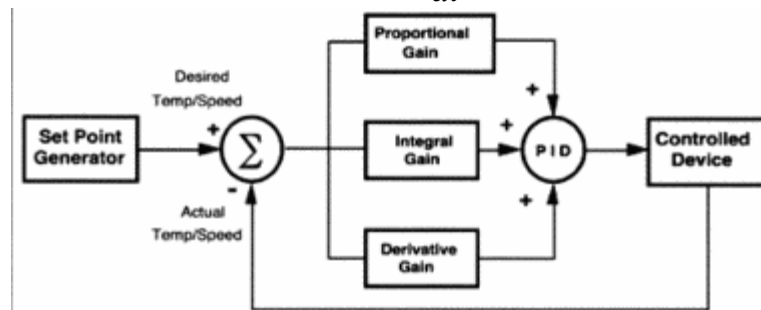 Proportional
Gain
+
Desired
Temp/Speed
+
Set Point
Generator
Σ
-
Integral
Gain
+
PID
Controlled
Device
+
Actual
Temp/Speed
Derivative
Gain